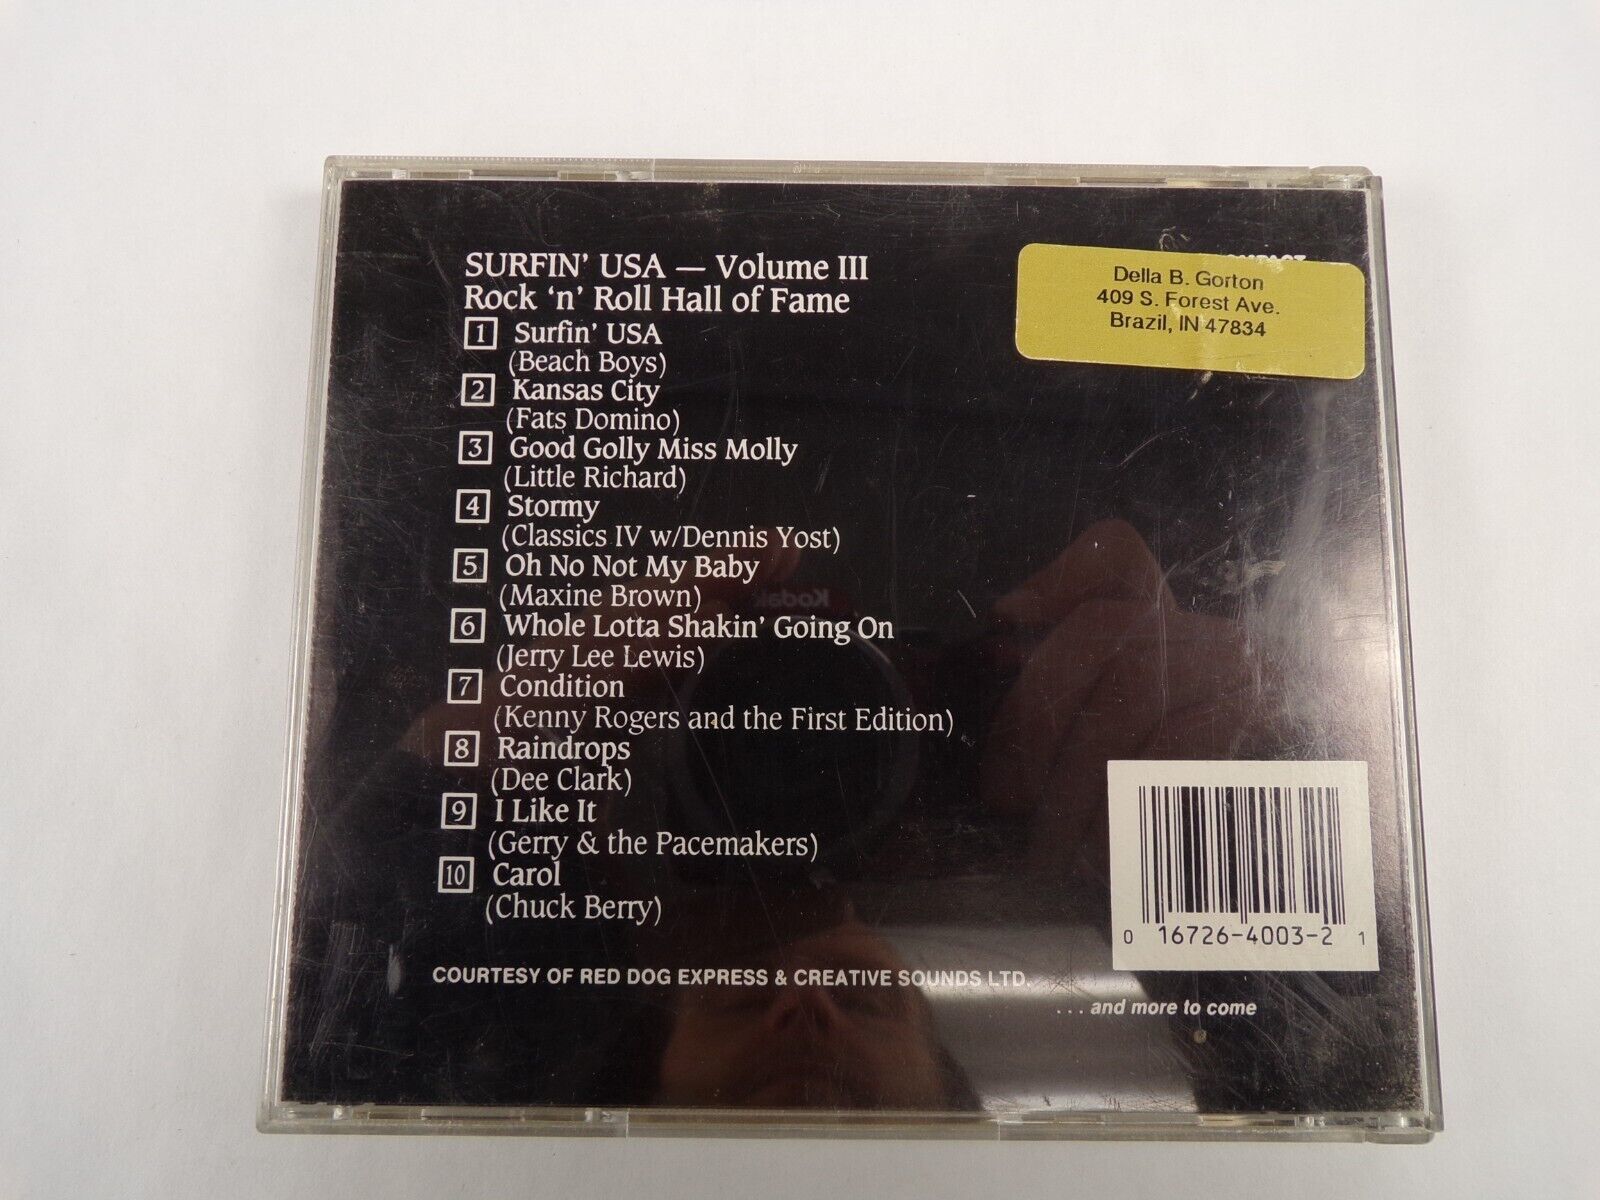 SURFIN' USA — Volume III
Rock 'n' Roll Hall of Fame
1 Surfin' USA
(Beach Boys)
2 Kansas City
(Fats Domino)
3 Good Golly Miss Molly
(Little Richard)
4 Stormy
(Classics IV w/Dennis Yost)
5 Oh No Not My Baby
(Maxine Brown)
6 Whole Lotta Shakin' Going On
(Jerry Lee Lewis)
7 Condition
(Kenny Rogers and the First Edition)
8 Raindrops
(Dee Clark)
9 I Like It
(Gerry & the Pacemakers)
10 Carol
(Chuck Berry)
COURTESY OF RED DOG EXPRESS & CREATIVE SOUNDS LTD.
. . . and more to come
Della B. Gorton
409 S. Forest Ave.
Brazil, IN 47834
Kodak
0 16726-4003-2 1